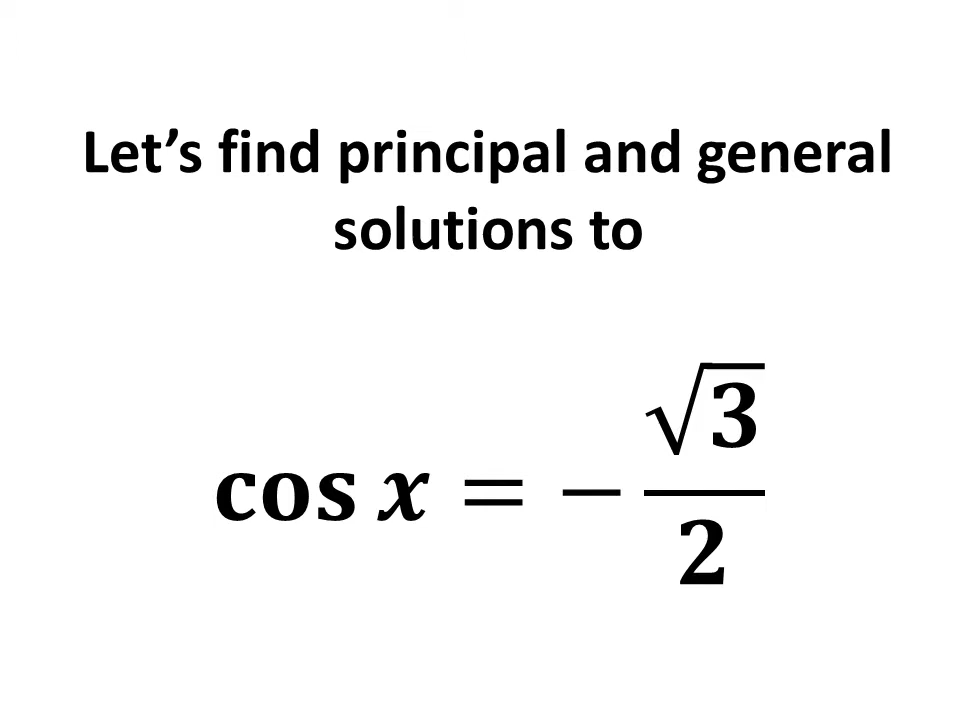 Let's find principal and general
solutions to
cos x = − √3/2